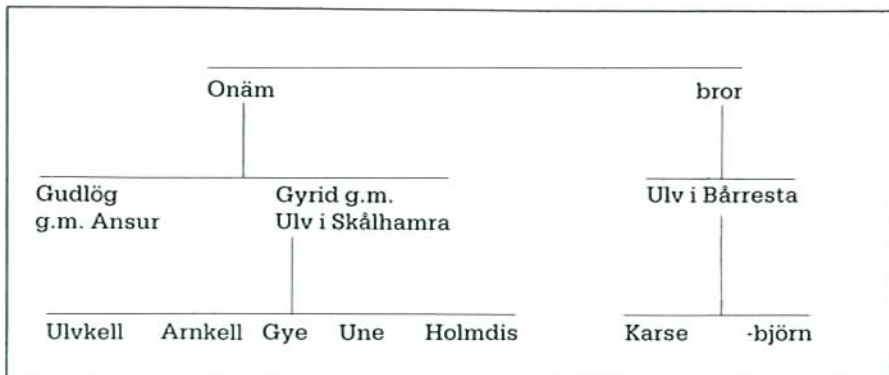 Onäm bror
Gudlög Gyrid g.m. Ulv i Bårresta
g.m. Ansur Ulv i Skålhamra
Ulvkell Arnkell Gye Une Holmdis Karse -björn